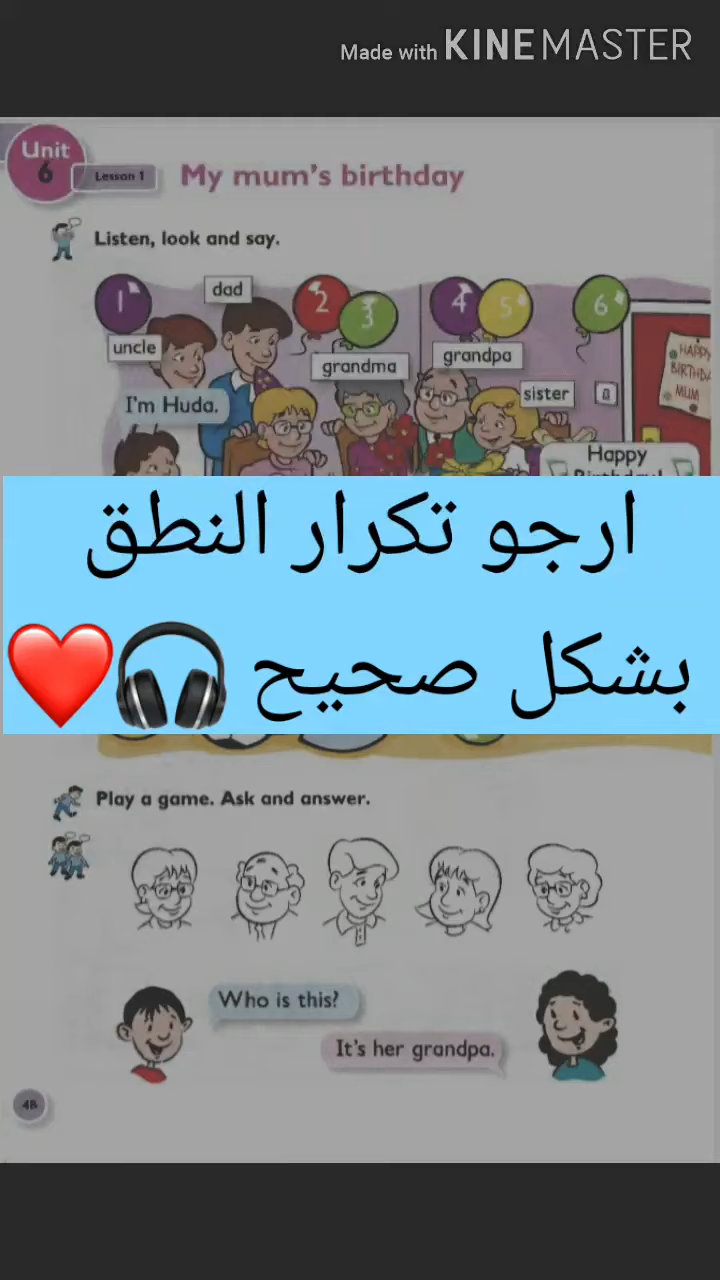 Made with KINEMASTER
Unit 6
Lesson 1
My mum's birthday
Listen, look and say.
1
dad
2
3
4
5
6
uncle
grandma
grandpa
sister
I'm Huda.
HAPPY
BIRTHDA
MUM
Happy
ارجو تكرار النطق
بشكل صحيح 🎧❤️
Play a game. Ask and answer.
Who is this?
It's her grandpa.
48